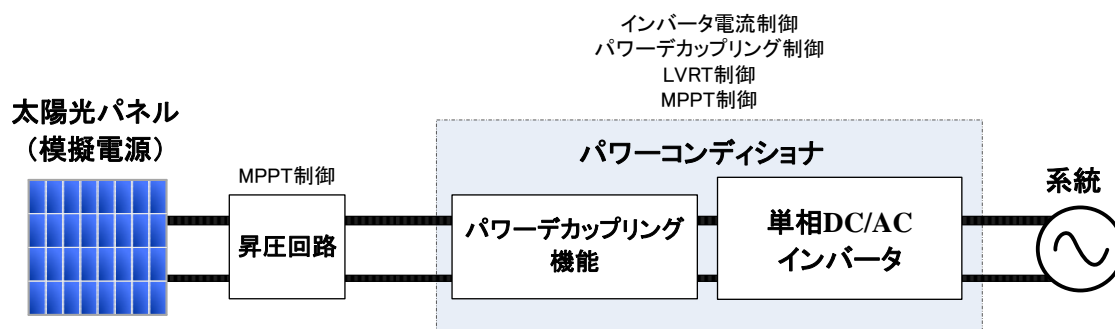 インバータ電流制御
パワーデカップリング制御
LVRT制御
MPPT制御
太陽光パネル
（模擬電源）
MPPT制御
昇圧回路
パワーコンディショナ
パワーデカップリング
機能
単相DC/AC
インバータ
系統